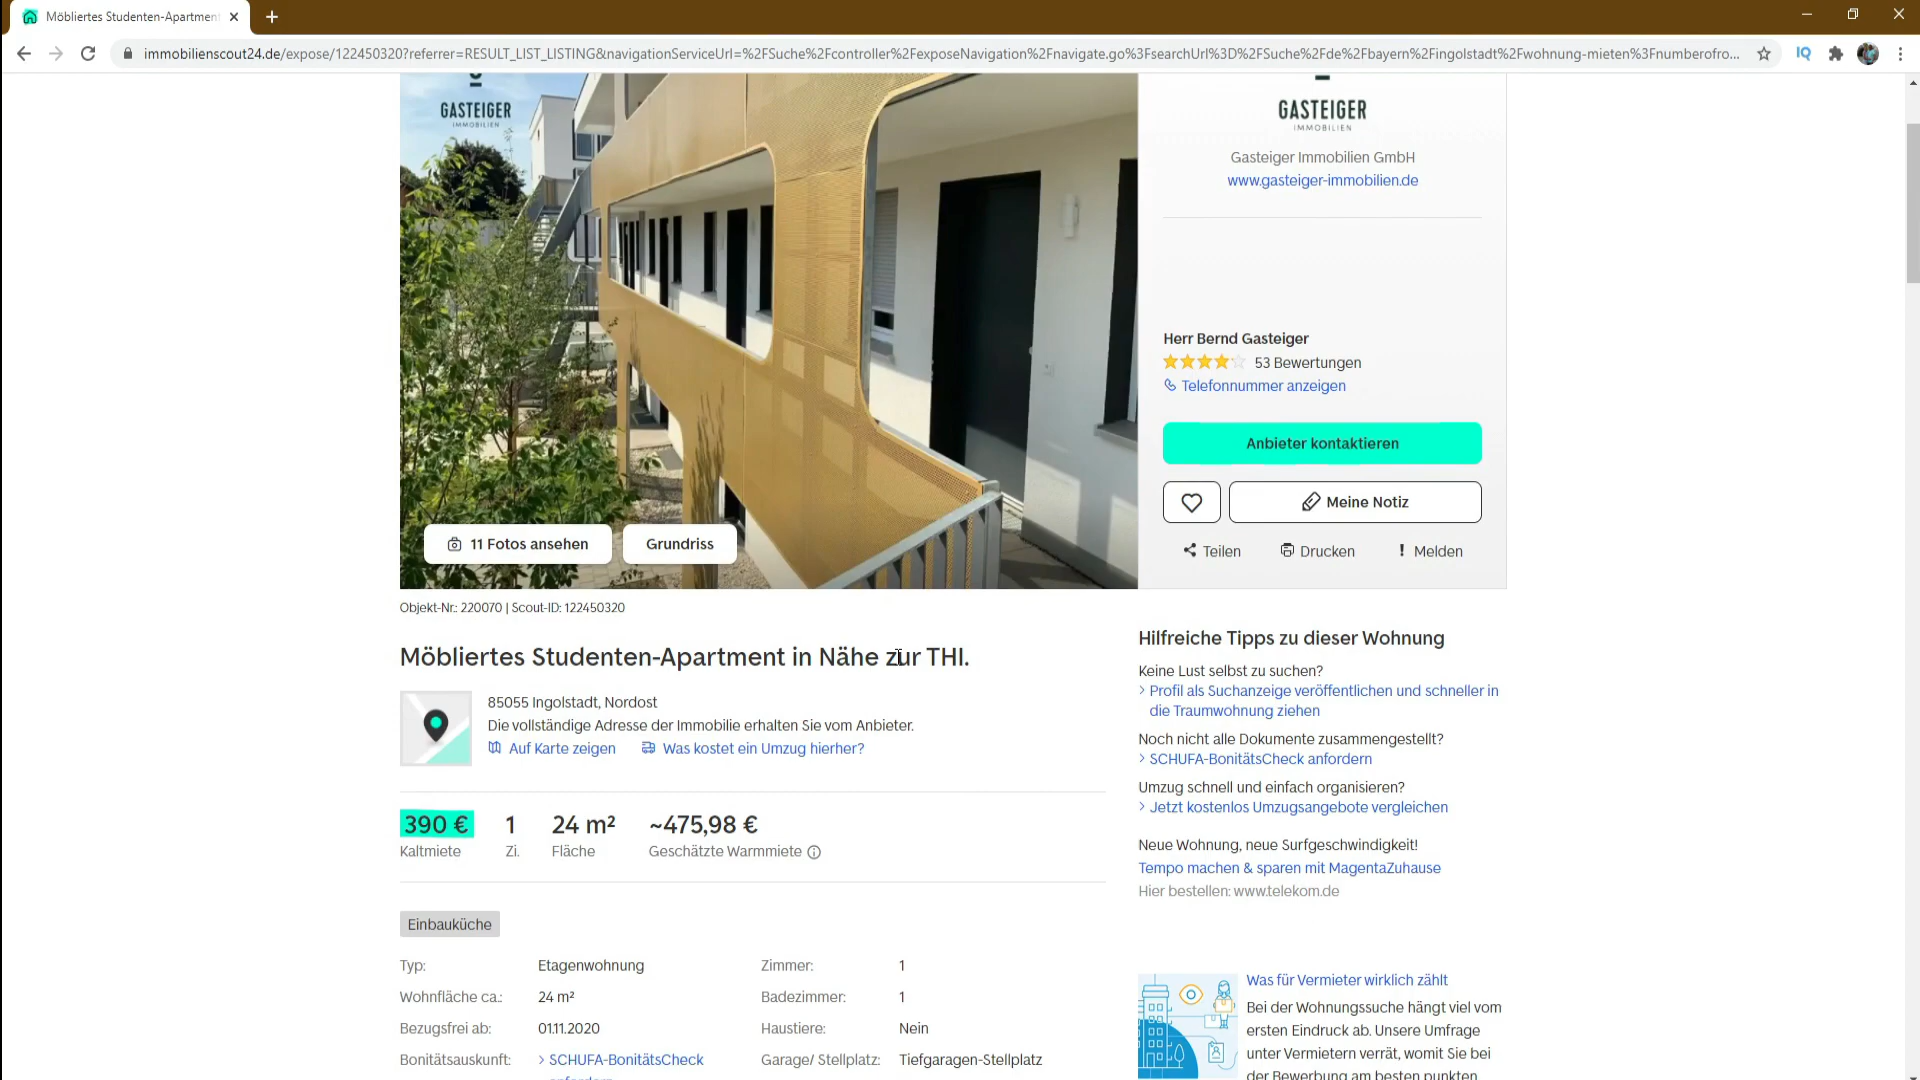 Möbliertes Studenten-Apartment
immobilienscout24.de/expose/122450320?referrer=RESULT_LIST_LISTING&navigationServiceUrl=%2FSuche%2Fcontroller%2FexposeNavigation%2Fnavigate.go%3FsearchUrl%3D%2FSuche%2Fde%2Fbayern%2Fingolstadt%2Fwohnung-mieten%3Fnumberofro...
IQ
GASTEIGER
IMMOBILIEN
GASTEIGER
IMMOBILIEN
Gasteiger Immobilien GmbH
www.gasteiger-immobilien.de
Herr Bernd Gasteiger
53 Bewertungen
Telefonnummer anzeigen
Anbieter kontaktieren
Meine Notiz
Teilen Drucken Melden
11 Fotos ansehen
Grundriss
Objekt-Nr.: 220070 | Scout-ID: 122450320
Möbliertes Studenten-Apartment in Nähe zur THI.
85055 Ingolstadt, Nordost
Die vollständige Adresse der Immobilie erhalten Sie vom Anbieter.
Auf Karte zeigen Was kostet ein Umzug hierher?
390 € 1 24 m² ~475,98 €
Kaltmiete Zi. Fläche Geschätzte Warmmiete
Einbauküche
Typ: Etagenwohnung Zimmer: 1
Wohnfläche ca.: 24 m² Badezimmer: 1
Bezugsfrei ab: 01.11.2020 Haustiere: Nein
Bonitätsauskunft: > SCHUFA-BonitätsCheck Garage/ Stellplatz: Tiefgaragen-Stellplatz
Hilfreiche Tipps zu dieser Wohnung
Keine Lust selbst zu suchen?
> Profil als Suchanzeige veröffentlichen und schneller in
die Traumwohnung ziehen
Noch nicht alle Dokumente zusammengestellt?
> SCHUFA-BonitätsCheck anfordern
Umzug schnell und einfach organisieren?
> Jetzt kostenlos Umzugsangebote vergleichen
Neue Wohnung, neue Surfgeschwindigkeit!
Tempo machen & sparen mit MagentaZuhause
Hier bestellen: www.telekom.de
Was für Vermieter wirklich zählt
Bei der Wohnungssuche hängt viel vom
ersten Eindruck ab. Unsere Umfrage
unter Vermietern verrät, womit Sie bei
der Bewerbung am besten punkten